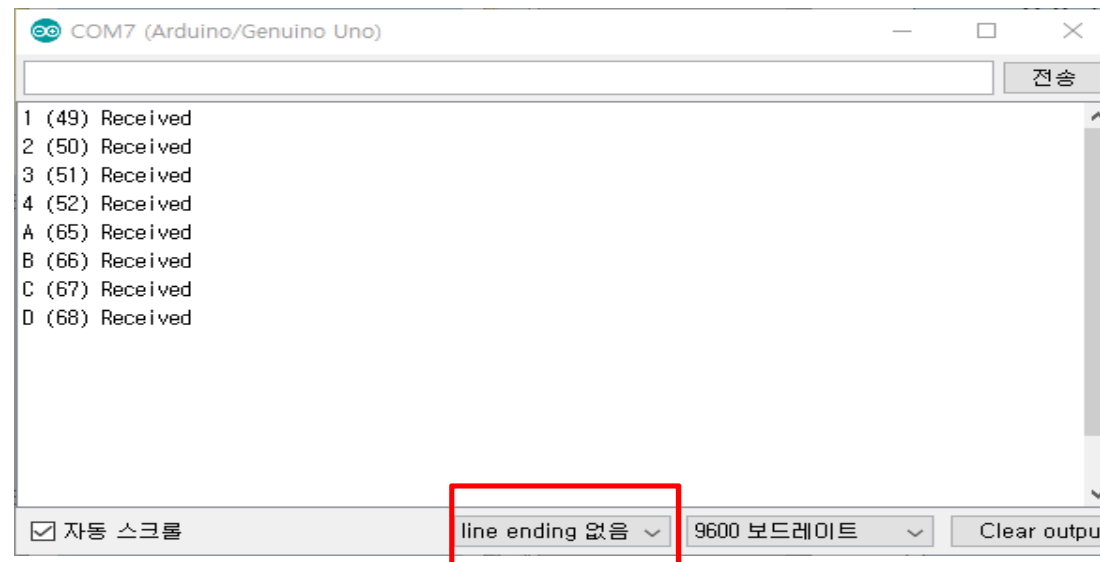 COM7 (Arduino/Genuino Uno)
전송
1 (49) Received
2 (50) Received
3 (51) Received
4 (52) Received
A (65) Received
B (66) Received
C (67) Received
D (68) Received
자동 스크롤 line ending 없음 9600 보드레이트 Clear outpu